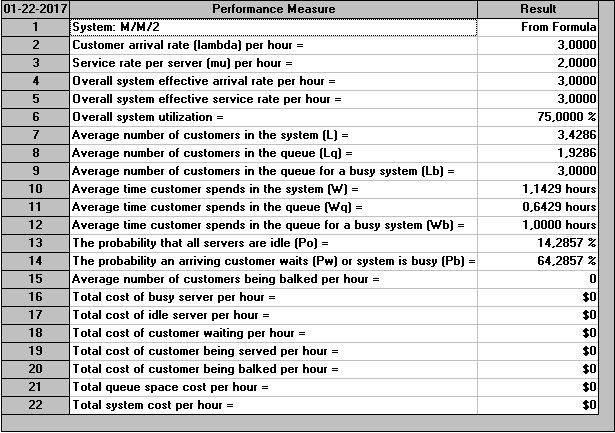 01-22-2017 Performance Measure Result
1 System: M/M/2 From Formula
2 Customer arrival rate (lambda) per hour = 3,0000
3 Service rate per server (mu) per hour = 2,0000
4 Overall system effective arrival rate per hour = 3,0000
5 Overall system effective service rate per hour = 3,0000
6 Overall system utilization = 75,0000 %
7 Average number of customers in the system (L) = 3,4286
8 Average number of customers in the queue (Lq) = 1,9286
9 Average number of customers in the queue for a busy system (Lb) = 3,0000
10 Average time customer spends in the system (W) = 1,1429 hours
11 Average time customer spends in the queue (Wq) = 0,6429 hours
12 Average time customer spends in the queue for a busy system (Wb) = 1,0000 hours
13 The probability that all servers are idle (Po) = 14,2857 %
14 The probability an arriving customer waits (Pw) or system is busy (Pb) = 64,2857 %
15 Average number of customers being balked per hour = 0
16 Total cost of busy server per hour = $0
17 Total cost of idle server per hour = $0
18 Total cost of customer waiting per hour = $0
19 Total cost of customer being served per hour = $0
20 Total cost of customer being balked per hour = $0
21 Total queue space cost per hour = $0
22 Total system cost per hour = $0